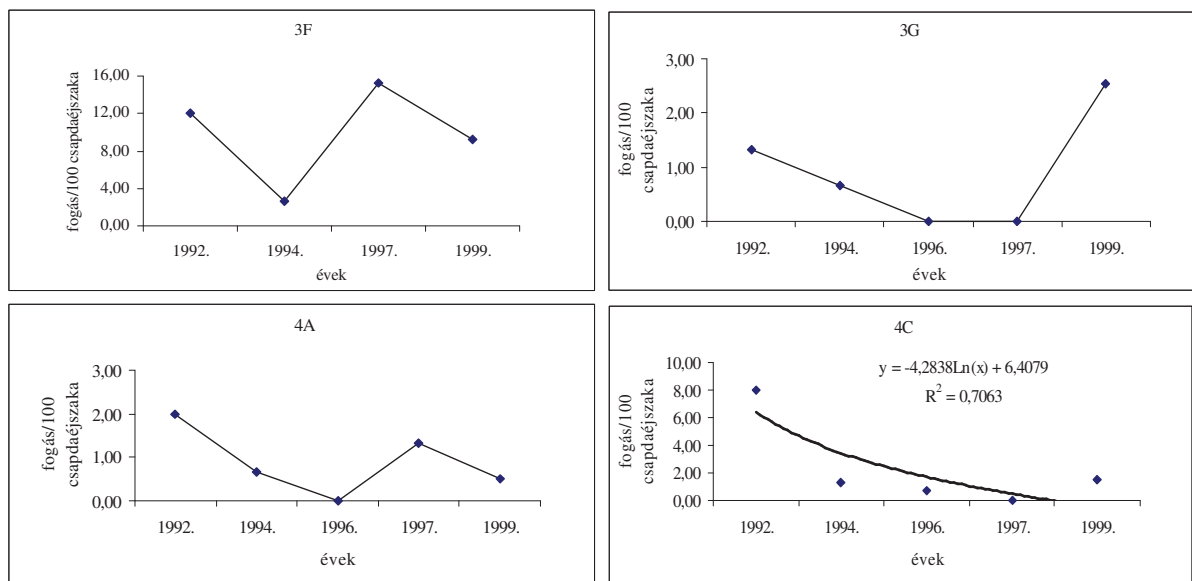 3F
fogás/100 csapdaéjszaka
16,00
12,00
8,00
4,00
0,00
1992. 1994. 1997. 1999.
évek
3G
fogás/100
csapdaéjszaka
3,00
2,00
1,00
0,00
1992. 1994. 1996. 1997. 1999.
évek
4A
fogás/100
csapdaéjszaka
3,00
2,00
1,00
0,00
1992. 1994. 1996. 1997. 1999.
évek
4C
fogás/100
csapdaéjszaka
10,00
8,00
6,00
4,00
2,00
0,00
y = -4,2838Ln(x) + 6,4079
R² = 0,7063
1992. 1994. 1996. 1997. 1999.
évek